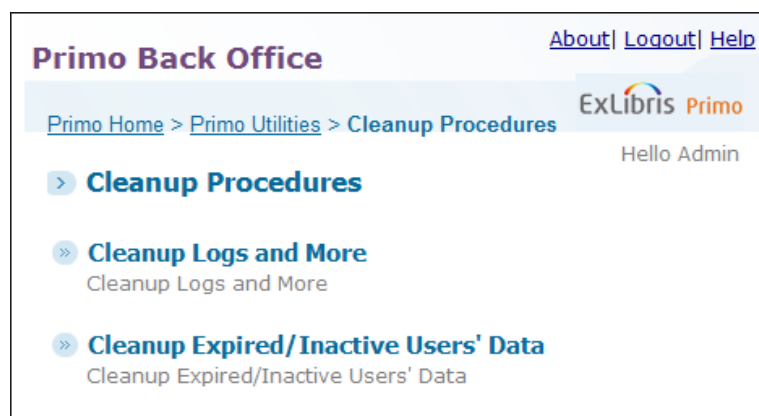 About| Logout| Help
Primo Back Office
ExLibris Primo
Primo Home > Primo Utilities > Cleanup Procedures
Hello Admin
> Cleanup Procedures
» Cleanup Logs and More
Cleanup Logs and More
» Cleanup Expired/Inactive Users' Data
Cleanup Expired/Inactive Users' Data